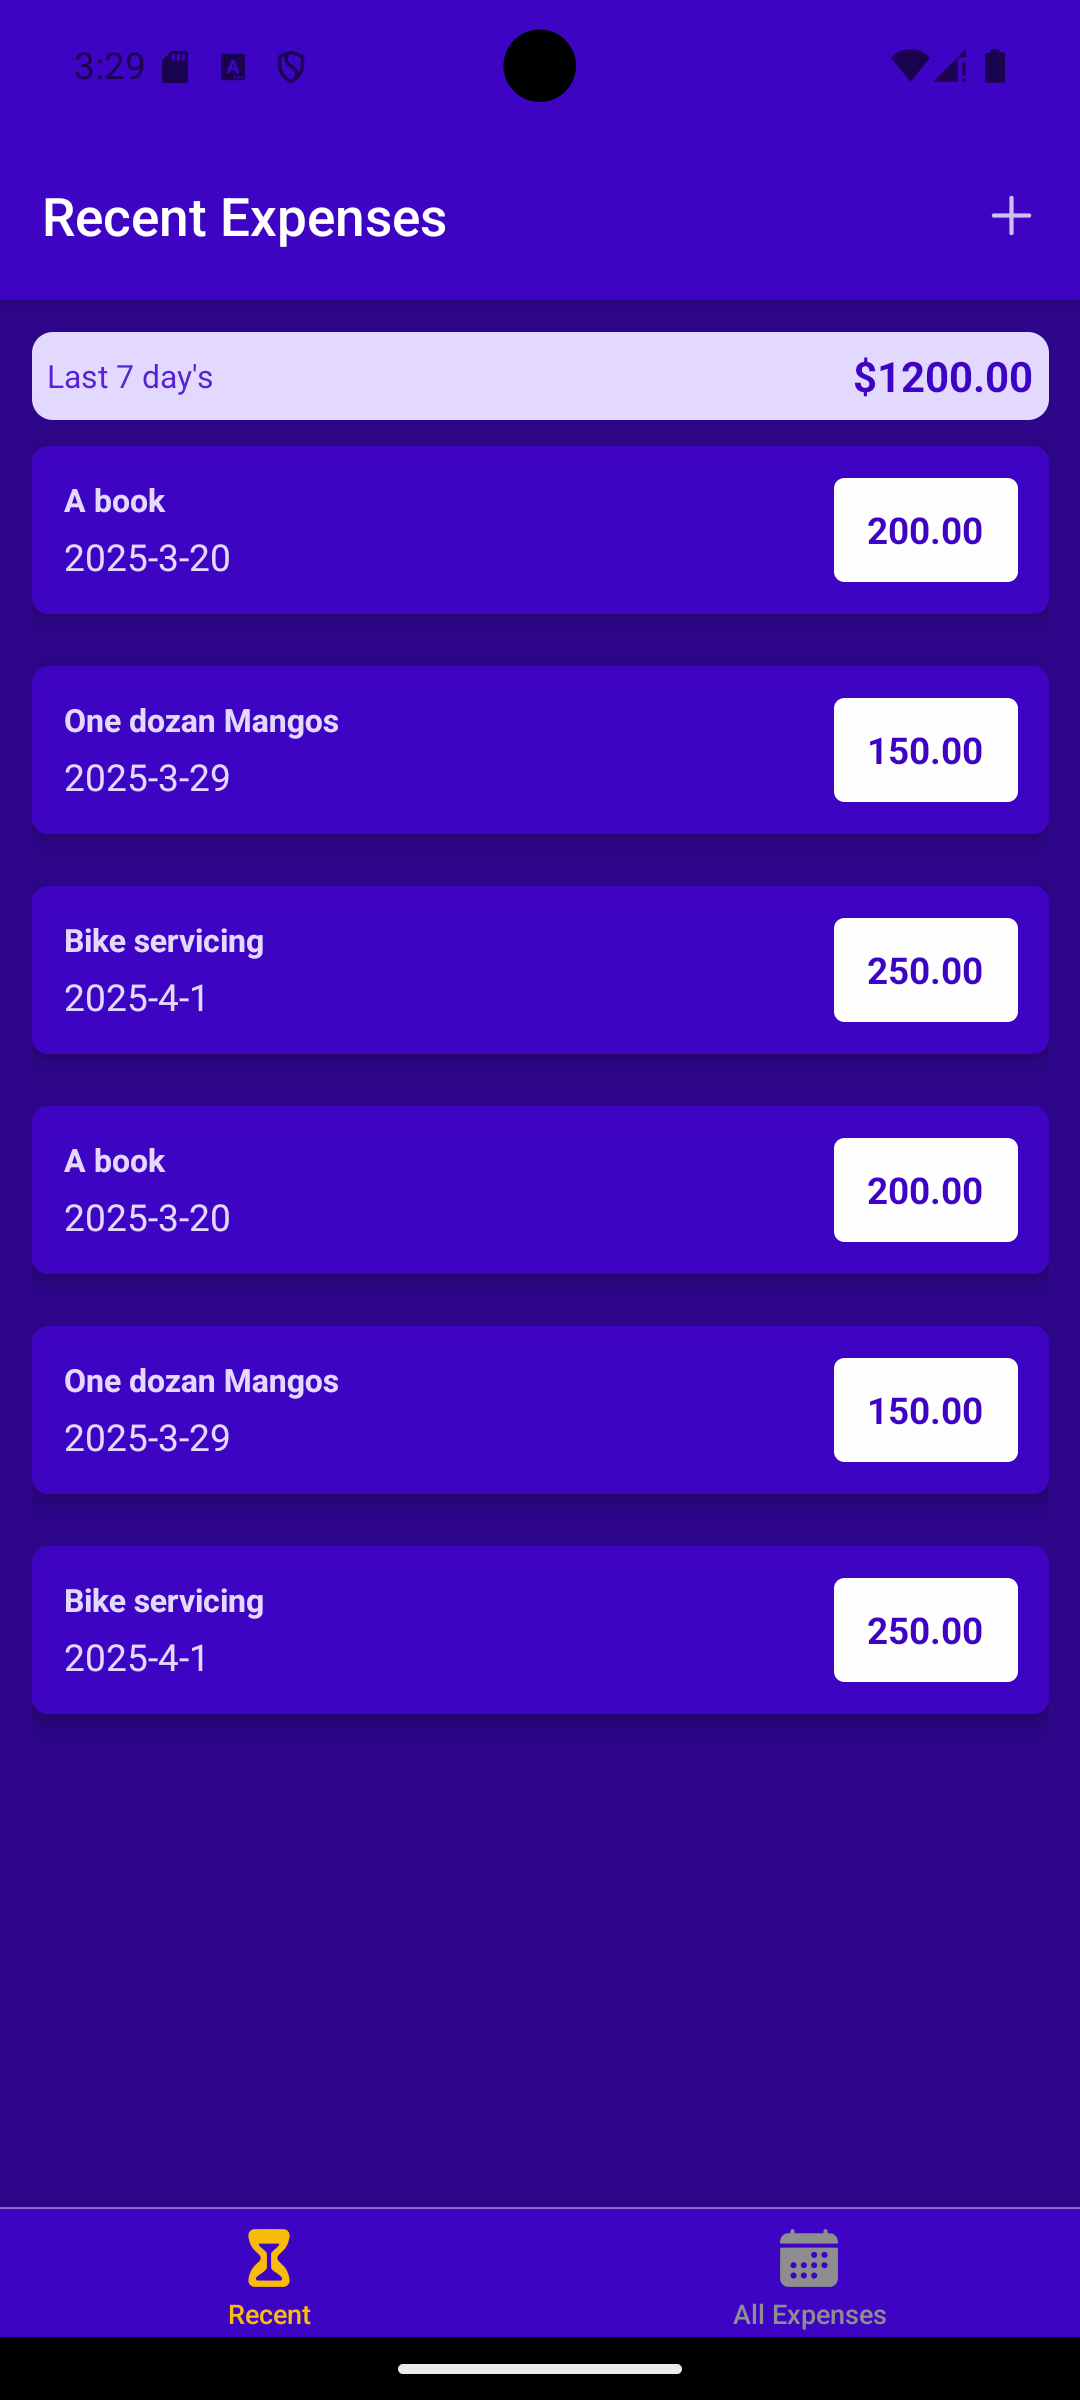 3:29
Recent Expenses
Last 7 day's
$1200.00
A book
2025-3-20
200.00
One dozan Mangos
2025-3-29
150.00
Bike servicing
2025-4-1
250.00
A book
2025-3-20
200.00
One dozan Mangos
2025-3-29
150.00
Bike servicing
2025-4-1
250.00
Recent
All Expenses